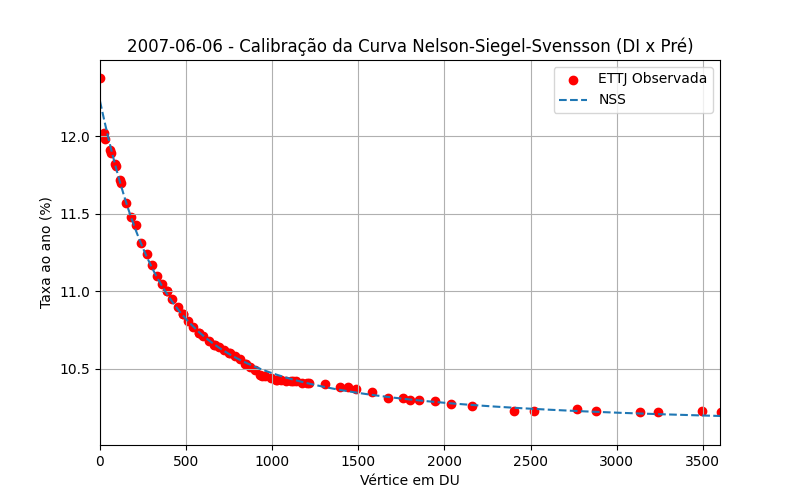 2007-06-06 - Calibração da Curva Nelson-Siegel-Svensson (DI x Pré)
ETTJ Observada
NSS
Taxa ao ano (%)
12.0
11.5
11.0
10.5
0 500 1000 1500 2000 2500 3000 3500
Vértice em DU